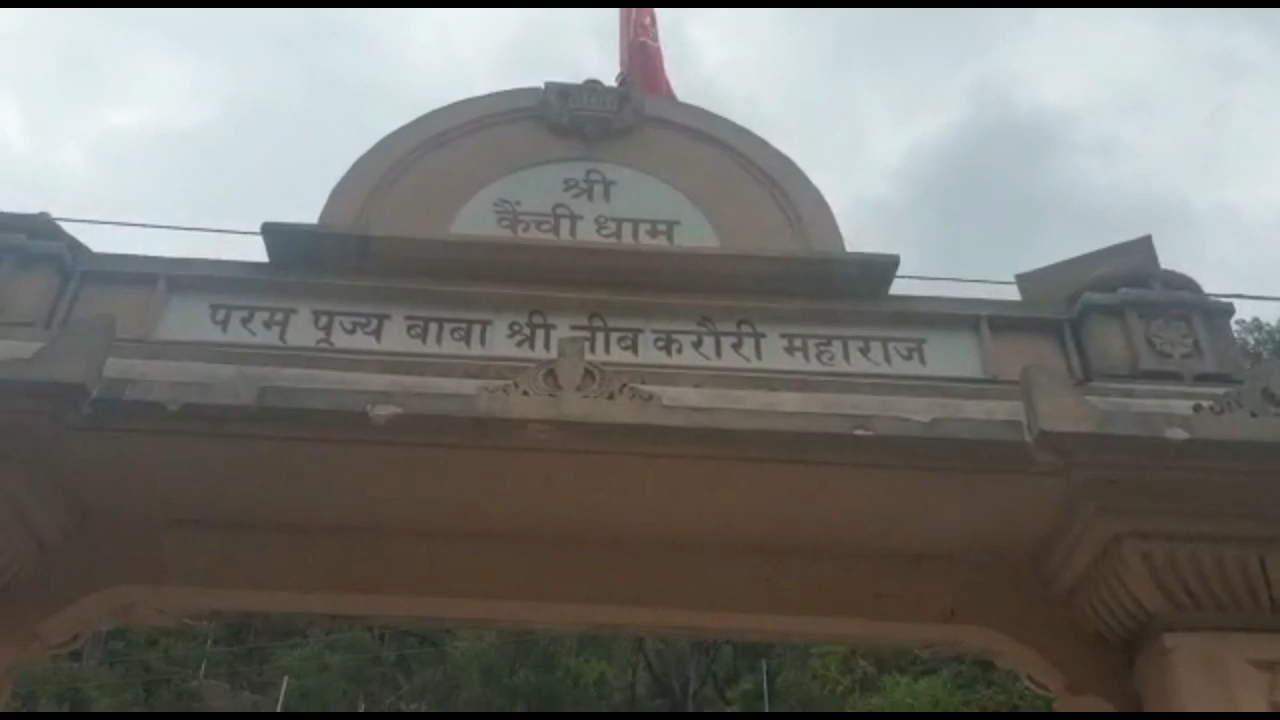 श्री
कैंची धाम
परम् पूज्य बाबा श्री नीब करौरी महाराज